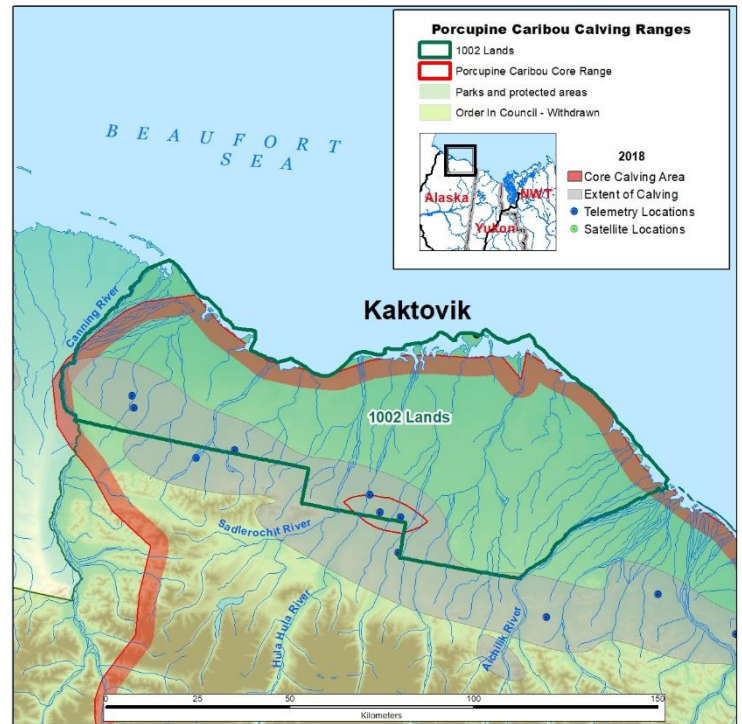 Porcupine Caribou Calving Ranges
1002 Lands
Porcupine Caribou Core Range
Parks and protected areas
Order In Council - Withdrawn
2018
Core Calving Area
Extent of Calving
Telemetry Locations
Satellite Locations
Alaska
NWT
Yukon
BEAUFORT
SEA
Kaktovik
Canning River
1002 Lands
Sadlerochit River
Hula Hula River
Aichilik River
0 25 50 100 150
Kilometers